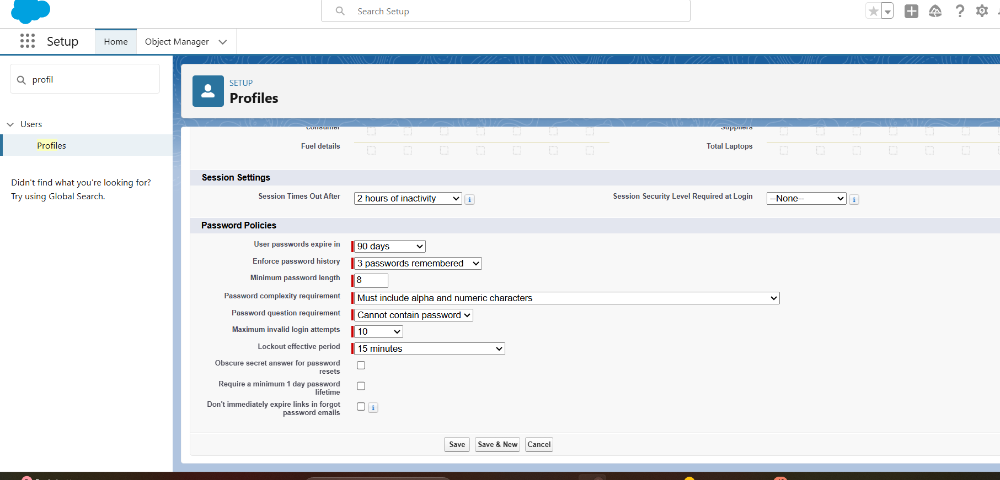 Search Setup
Setup
Home
Object Manager
profil
Users
Profiles
Didn't find what you're looking for?
Try using Global Search.
SETUP
Profiles
Consumer
Suppliers
Fuel details
Total Laptops
Session Settings
Session Times Out After
2 hours of inactivity
Session Security Level Required at Login
--None--
Password Policies
User passwords expire in
90 days
Enforce password history
3 passwords remembered
Minimum password length
8
Password complexity requirement
Must include alpha and numeric characters
Password question requirement
Cannot contain password
Maximum invalid login attempts
10
Lockout effective period
15 minutes
Obscure secret answer for password
resets
Require a minimum 1 day password
lifetime
Don't immediately expire links in forgot
password emails
Save
Save & New
Cancel